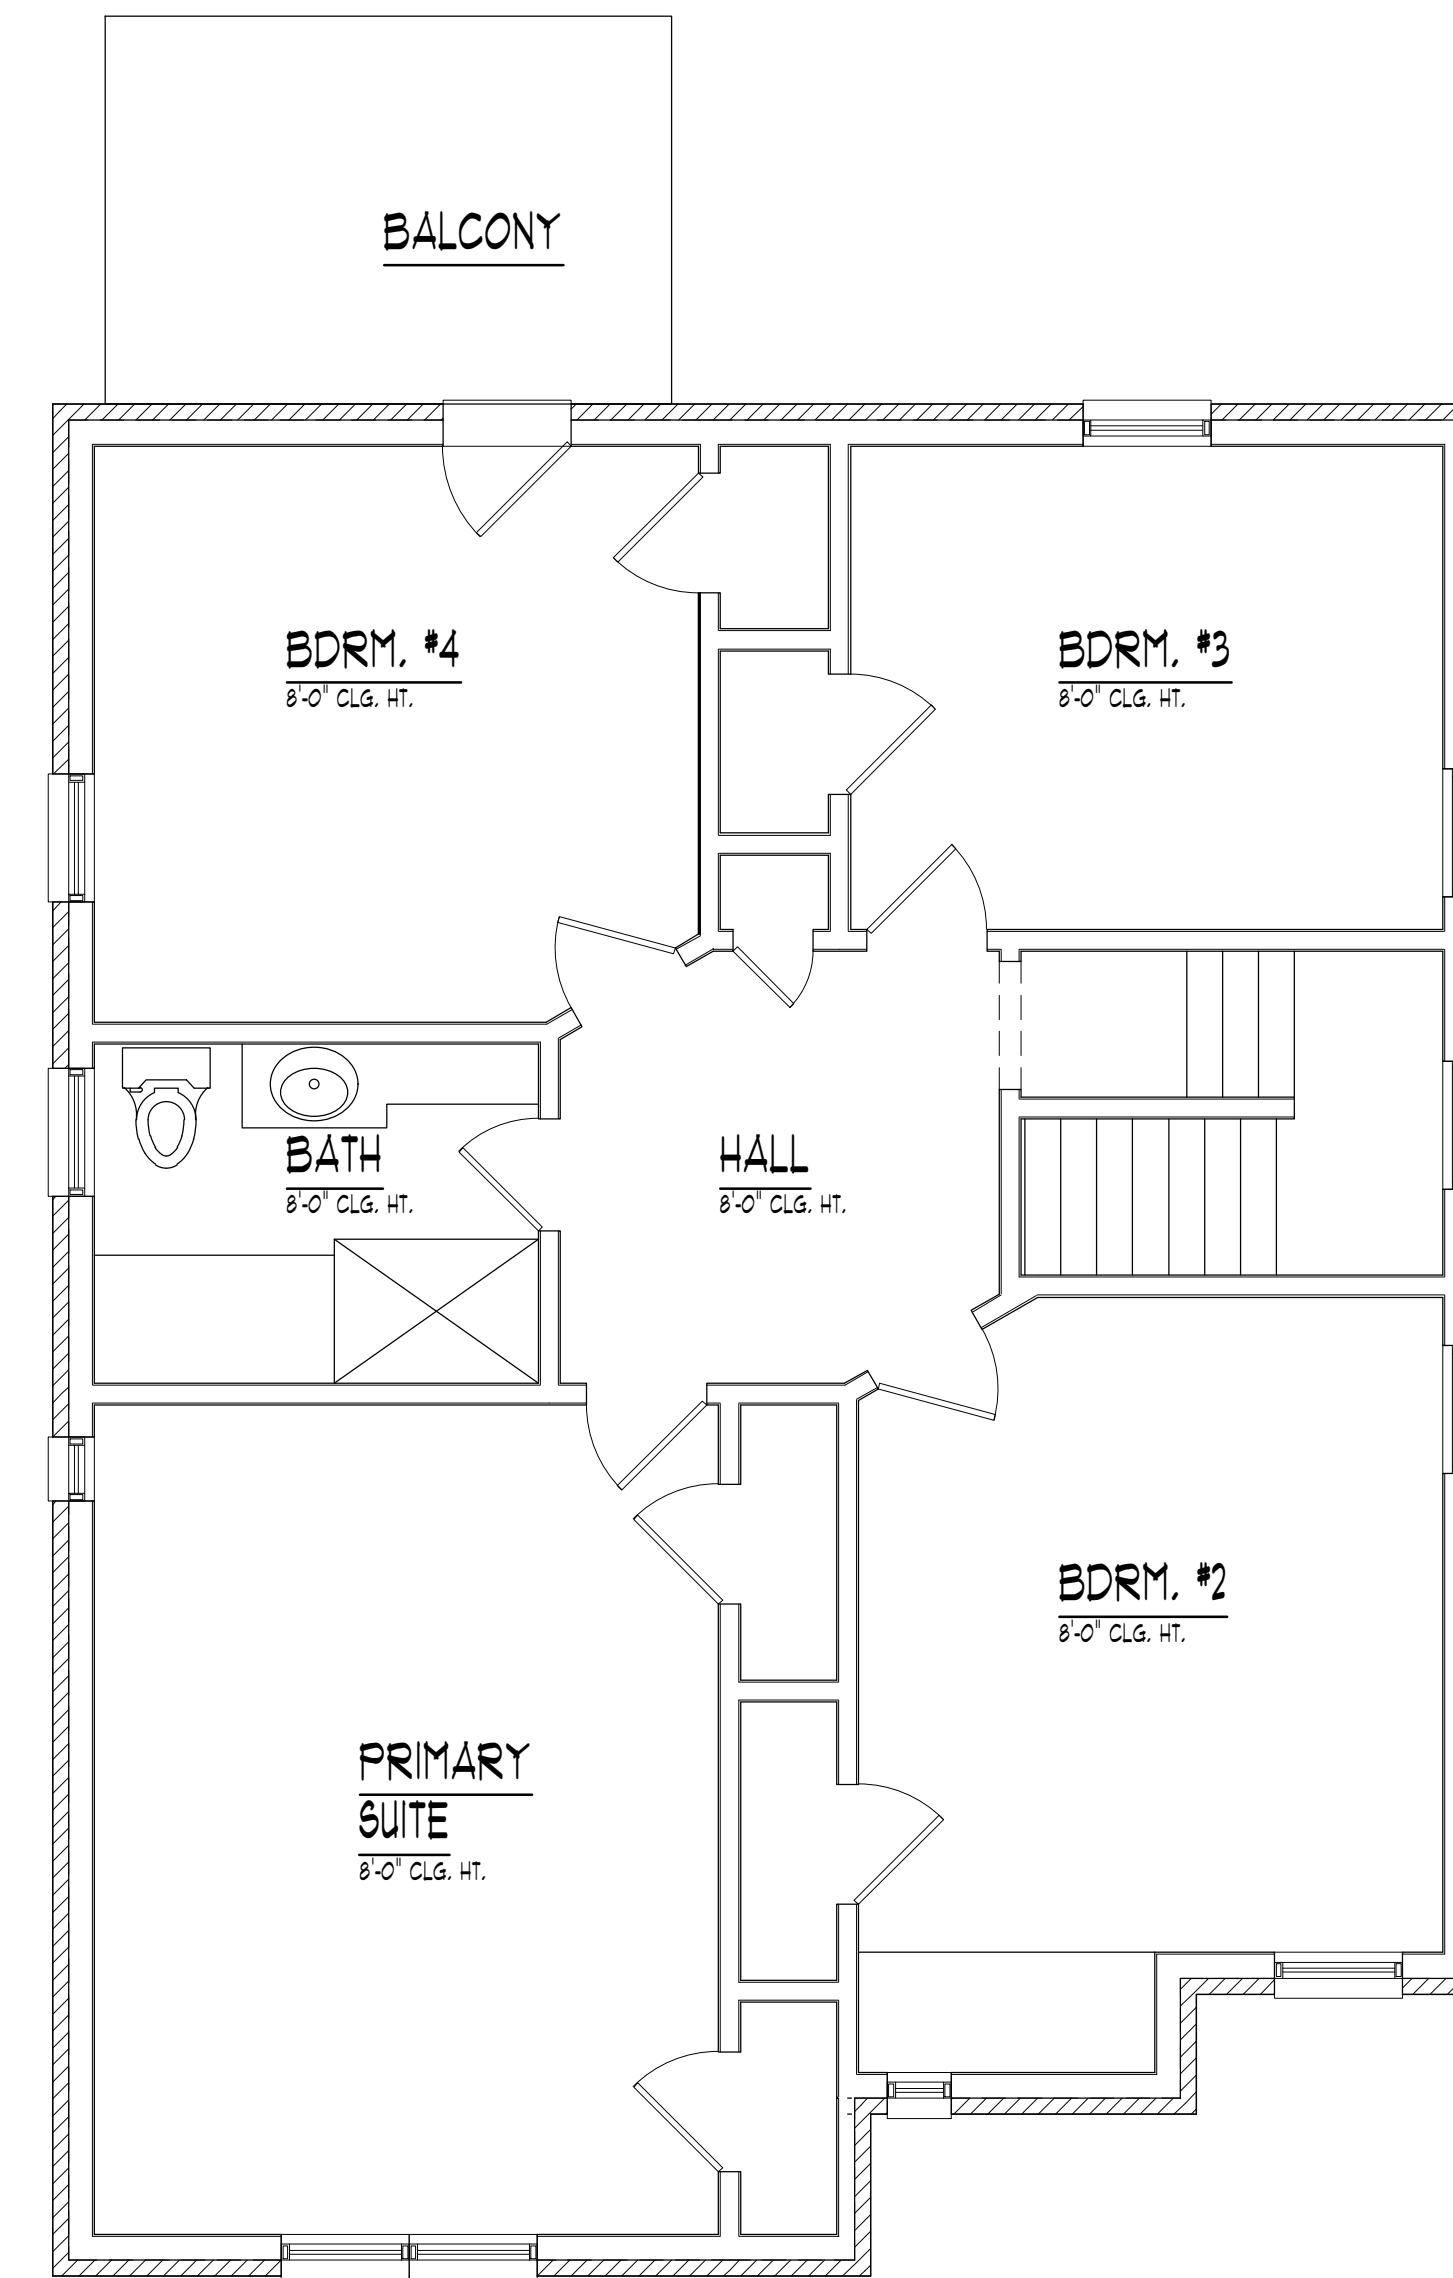 BALCONY
BDRM. #4
8'-0" CLG. HT.
BDRM. #3
8'-0" CLG. HT.
BATH
8'-0" CLG. HT.
HALL
8'-0" CLG. HT.
BDRM. #2
8'-0" CLG. HT.
PRIMARY
SUITE
8'-0" CLG. HT.